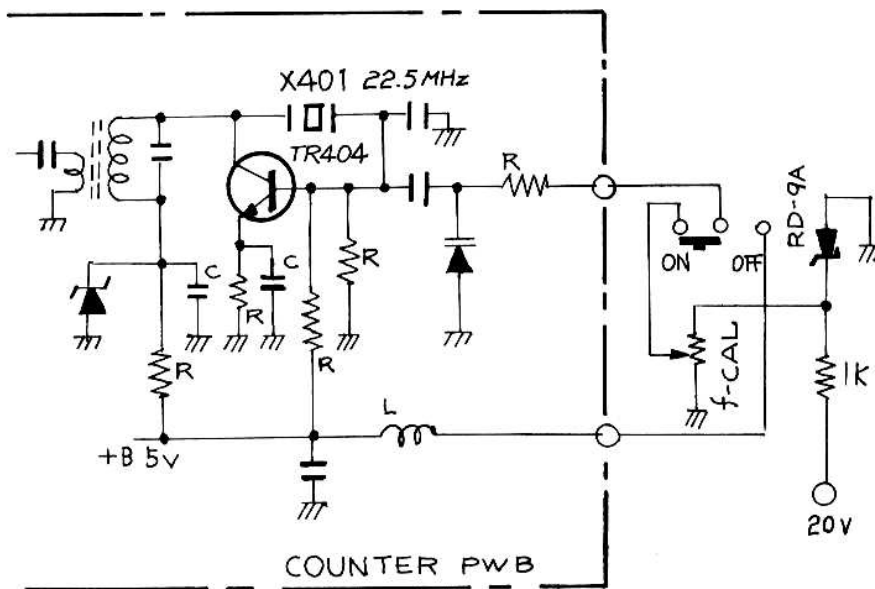 X401 22.5MHz
TR404
R
RD-9A
ON
OFF
C
C
R
R
R
R
f-CAL
1K
L
+B 5V
20V
COUNTER PWB